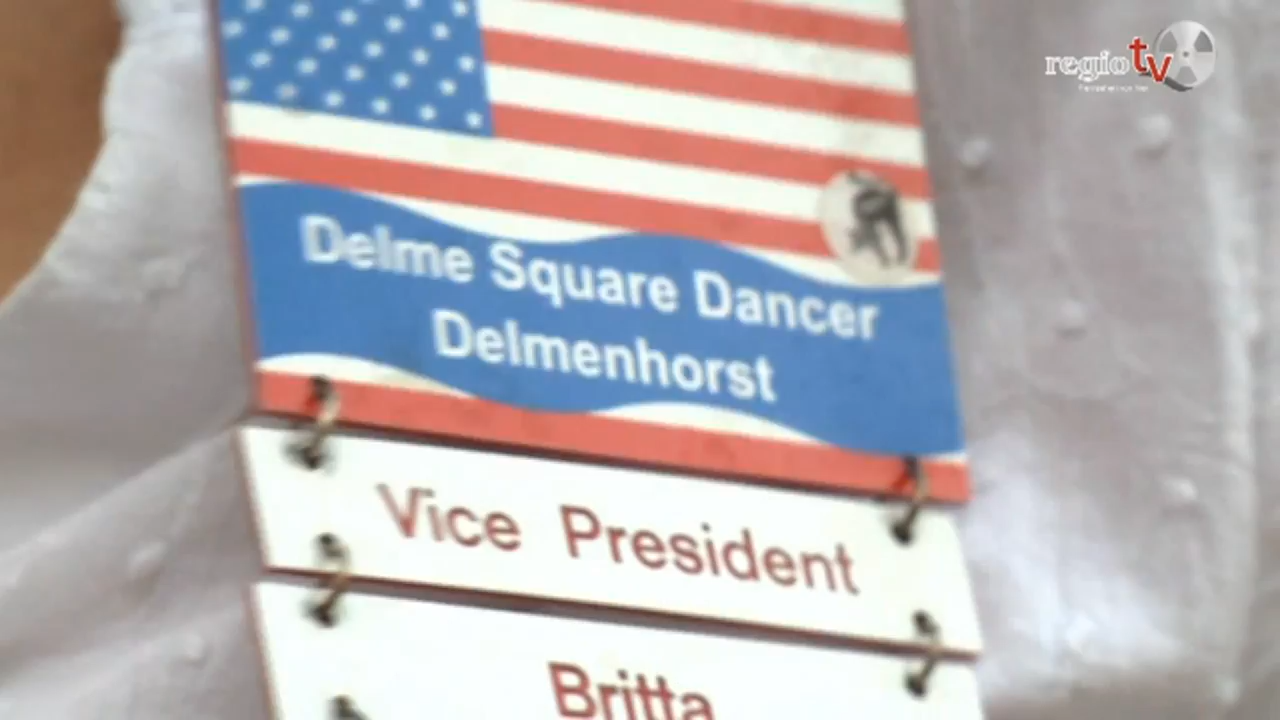 regio tv
Delme Square Dancer
Delmenhorst
Vice President
Britta